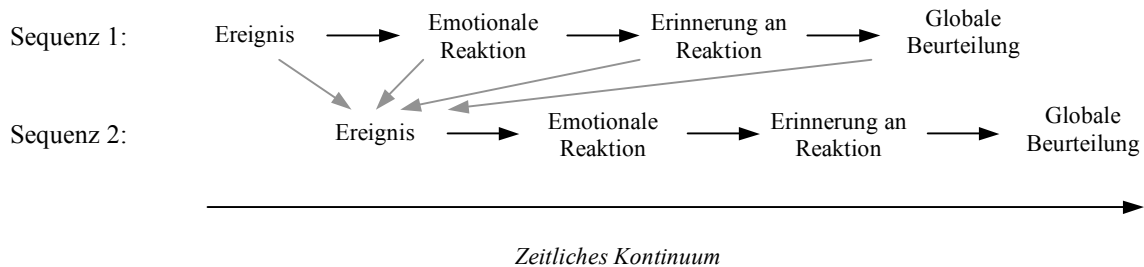 Sequenz 1:
Ereignis
Emotionale
Reaktion
Erinnerung an
Reaktion
Globale
Beurteilung
Sequenz 2:
Ereignis
Emotionale
Reaktion
Erinnerung an
Reaktion
Globale
Beurteilung
Zeitliches Kontinuum